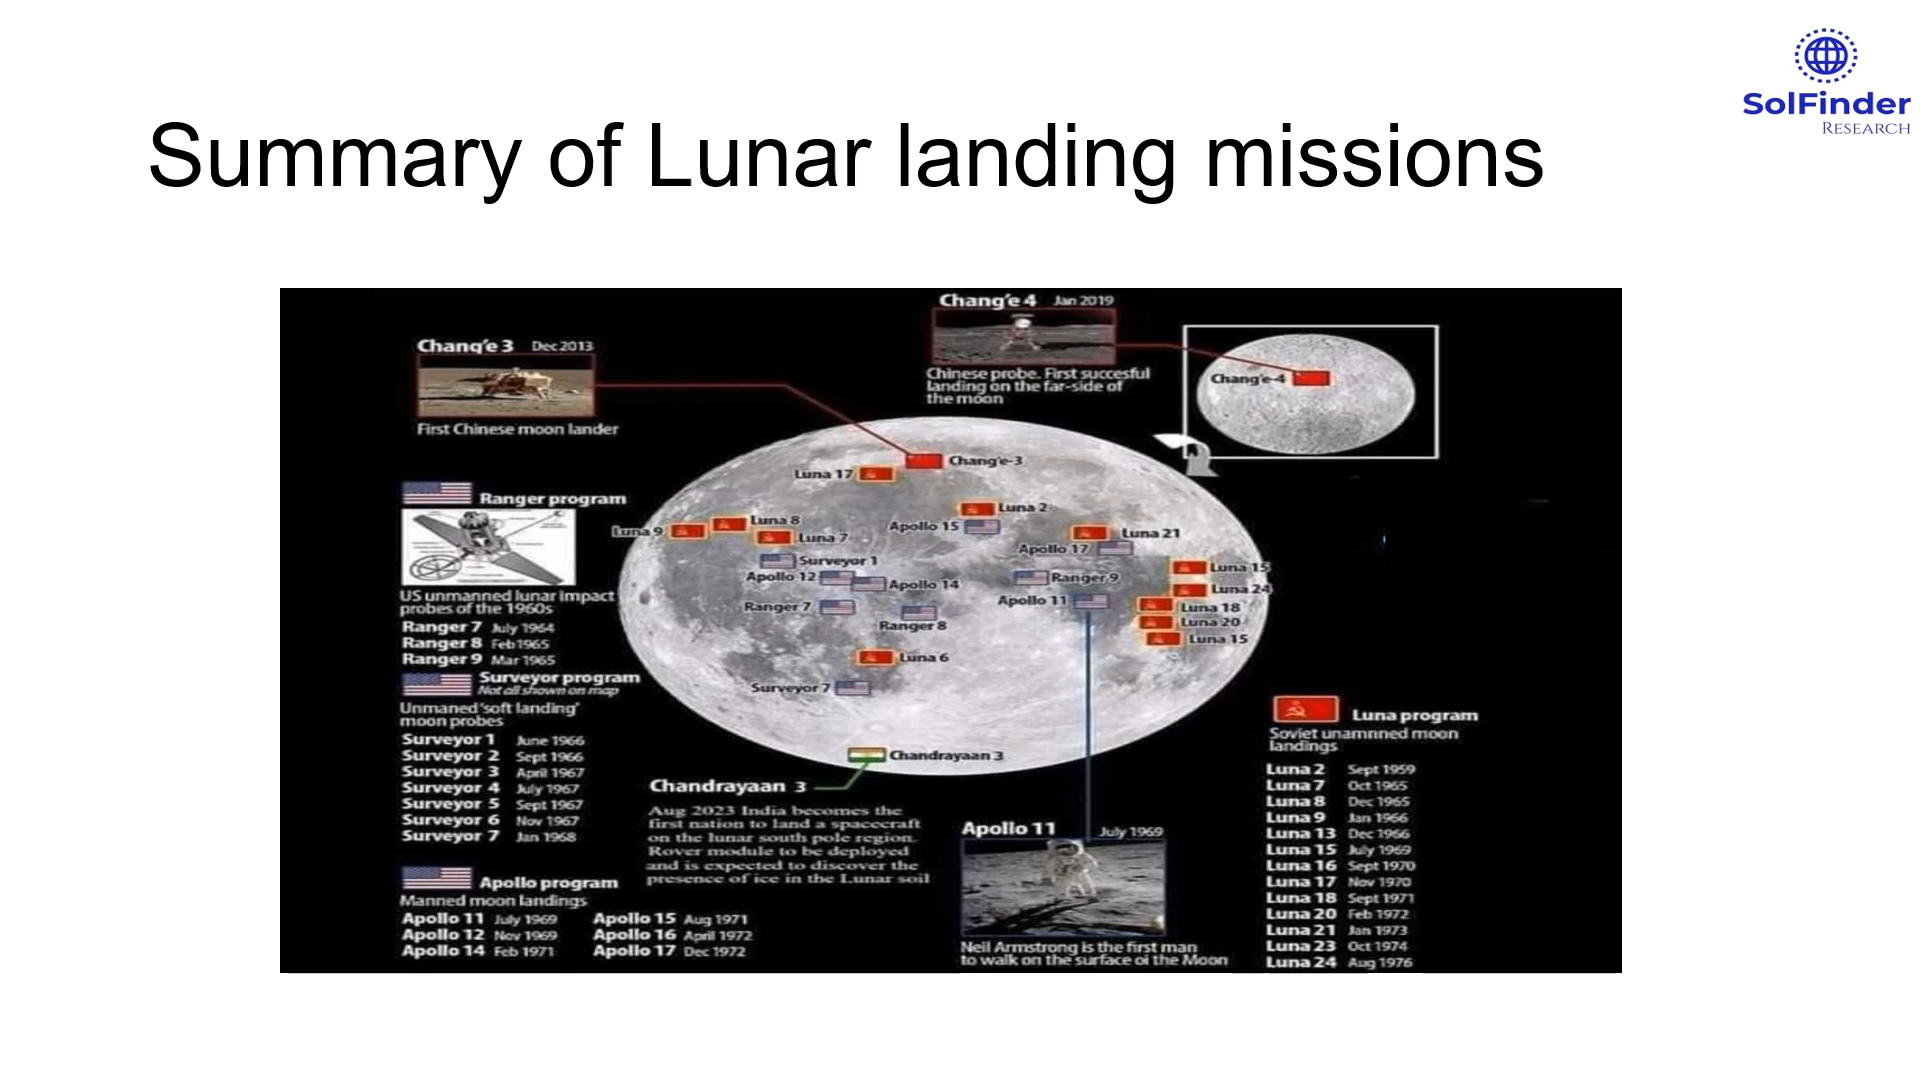 SolFinder
RESEARCH
Summary of Lunar landing missions
Chang'e 4 Jan 2019
Chinese probe. First succesful
landing on the far-side of
the moon
Chang'e-4
Chang'e 3 Dec 2013
First Chinese moon lander
Chang'e-3
Luna 17
Luna 2
Apollo 15
Luna 9
Luna 8
Luna 7
Luna 21
Apollo 17
Surveyor 1
Apollo 12
Apollo 14
Ranger 9
Luna 15
Luna 24
Apollo 11
Ranger 7
Ranger 8
Luna 18
Luna 20
Luna 15
Luna 6
Surveyor 7
Chandrayaan 3
Ranger program
US unmanned lunar impact
probes of the 1960s
Ranger 7 July 1964
Ranger 8 Feb1965
Ranger 9 Mar 1965
Surveyor program
Not all shown on map
Unmaned 'soft landing'
moon probes
Surveyor 1 June 1966
Surveyor 2 Sept 1966
Surveyor 3 April 1967
Surveyor 4 July 1967
Surveyor 5 Sept 1967
Surveyor 6 Nov 1967
Surveyor 7 Jan 1968
Apollo program
Manned moon landings
Apollo 11 July 1969 Apollo 15 Aug 1971
Apollo 12 Nov 1969 Apollo 16 April 1972
Apollo 14 Feb 1971 Apollo 17 Dec 1972
Chandrayaan 3
Aug 2023 India becomes the
first nation to land a spacecraft
on the lunar south pole region.
Rover module to be deployed
and is expected to discover the
presence of ice in the Lunar soil
Apollo 11 July 1969
Neil Armstrong is the first man
to walk on the surface of the Moon
Luna program
Soviet unamnned moon
landings
Luna 2 Sept 1959
Luna 7 Oct 1965
Luna 8 Dec 1965
Luna 9 Jan 1966
Luna 13 Dec 1966
Luna 15 July 1969
Luna 16 Sept 1970
Luna 17 Nov 1970
Luna 18 Sept 1971
Luna 20 Feb 1972
Luna 21 Jan 1973
Luna 23 Oct 1974
Luna 24 Aug 1976